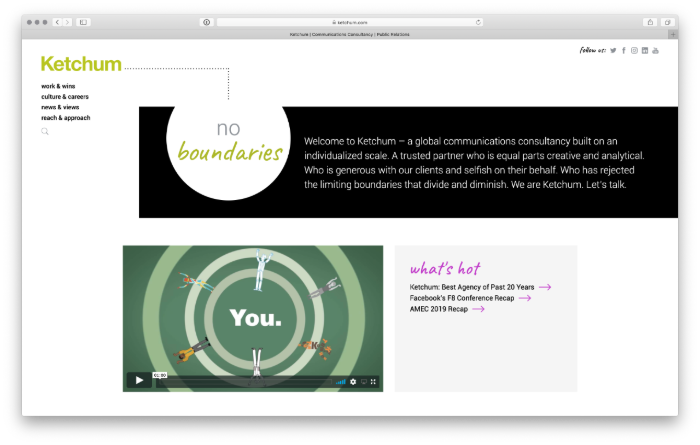 ketchum.com
Ketchum | Communications Consultancy | Public Relations
follow us:
Ketchum
work & wins
culture & careers
news & views
reach & approach
no
boundaries
Welcome to Ketchum – a global communications consultancy built on an
individualized scale. A trusted partner who is equal parts creative and analytical.
Who is generous with our clients and selfish on their behalf. Who has rejected
the limiting boundaries that divide and diminish. We are Ketchum. Let's talk.
You.
01:00
what's hot
Ketchum: Best Agency of Past 20 Years
Facebook's F8 Conference Recap
AMEC 2019 Recap